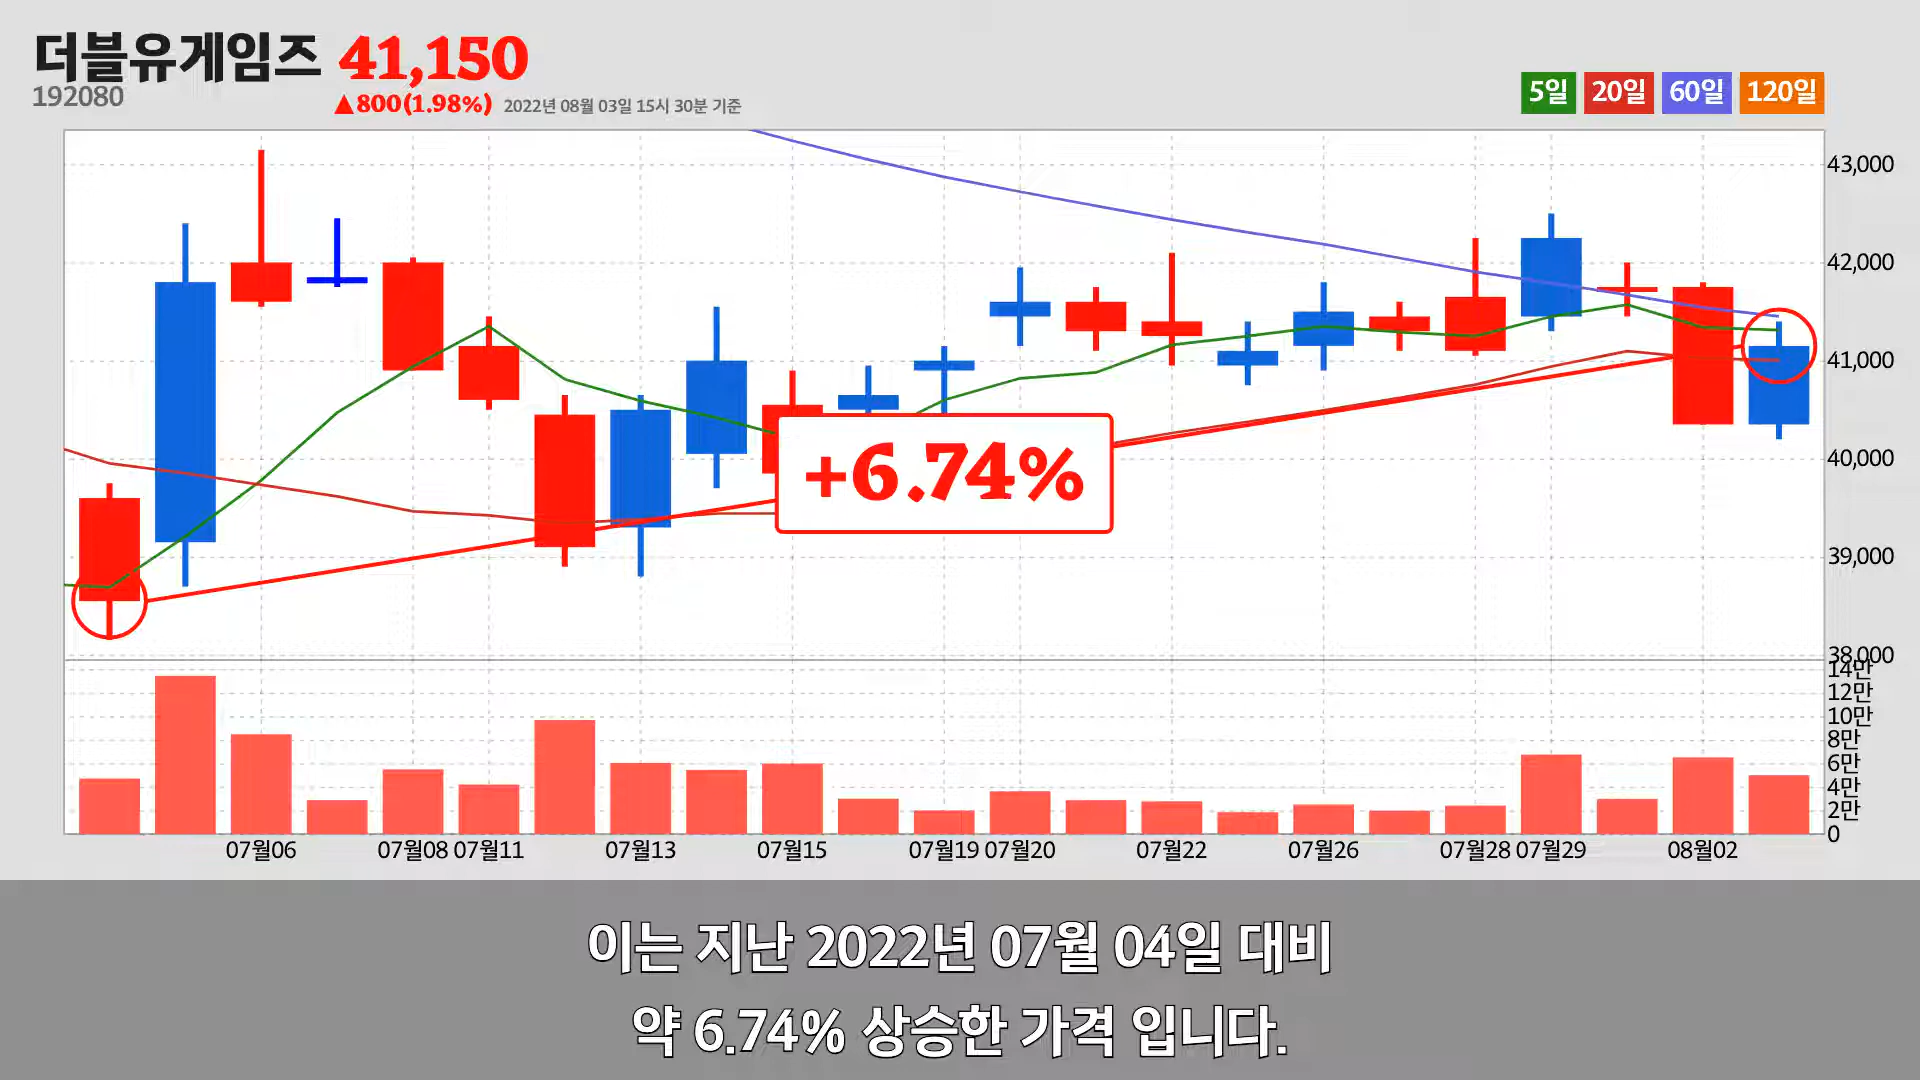 더블유게임즈 41,150
192080
▲800(1.98%) 2022년 08월 03일 15시 30분 기준
5일 20일 60일 120일
43,000
42,000
41,000
40,000
39,000
38,000
+6.74%
14만
12만
10만
8만
6만
4만
2만
0
07월06 07월08 07월11 07월13 07월15 07월19 07월20 07월22 07월26 07월28 07월29 08월02
이는 지난 2022년 07월 04일 대비
약 6.74% 상승한 가격 입니다.